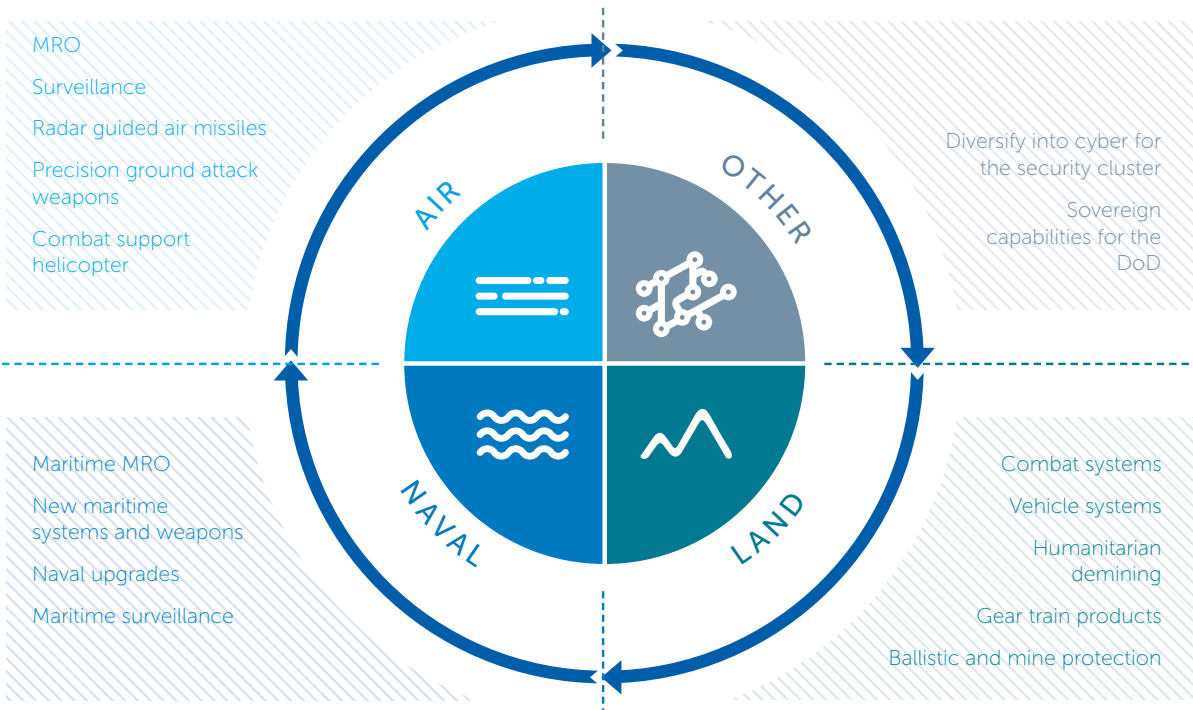 MRO
Surveillance
Radar guided air missiles
Precision ground attack
weapons
Combat support
helicopter
AIR
OTHER
Diversify into cyber for
the security cluster
Sovereign
capabilities for the
DoD
Maritime MRO
New maritime
systems and weapons
Naval upgrades
Maritime surveillance
NAVAL
LAND
Combat systems
Vehicle systems
Humanitarian
demining
Gear train products
Ballistic and mine protection